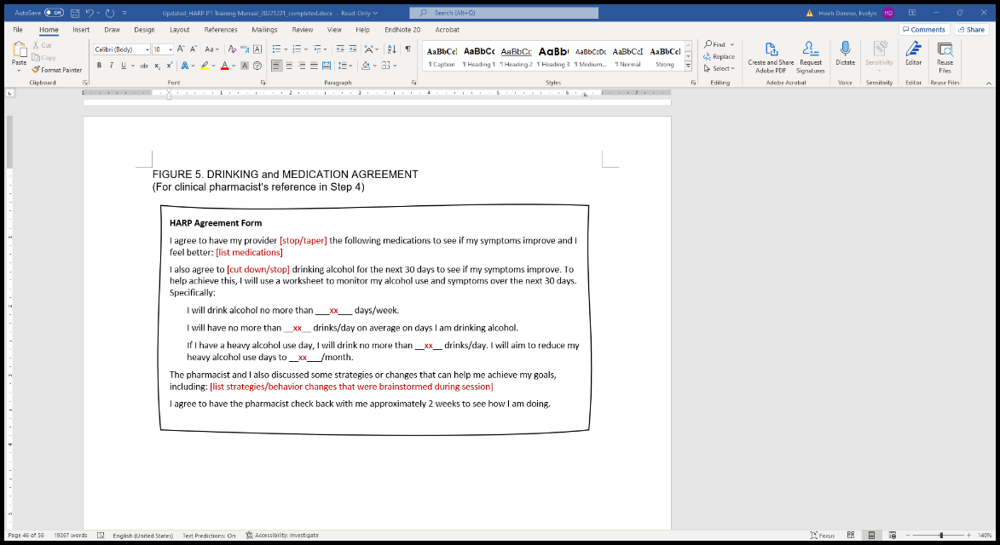 AutoSave Off Updated_HARP P1 Training Manual_20221221_completed.docx - Read-Only Search (Alt+Q) Hsieh Donroe, Evelyn HD
File Home Insert Draw Design Layout References Mailings Review View Help EndNote 20 Acrobat Comments Share
Paste
Cut
Copy
Format Painter
Clipboard
Calibri (Body) 10
Font
Paragraph
AaBbCc AaBbCc AaBbCc AaBb AaBbCcDc AaBbCcI AaBbCc
¶ Caption ¶ Heading 1 ¶ Heading 2 ¶ Heading 3 ¶ Medium... ¶ Normal Strong
Styles
Find
Replace
Select
Editing
Create and Share Adobe PDF
Request Signatures
Adobe Acrobat
Dictate
Voice
Sensitivity
Sensitivity
Editor
Editor
Reuse Files
Reuse Files
FIGURE 5. DRINKING and MEDICATION AGREEMENT
(For clinical pharmacist's reference in Step 4)
HARP Agreement Form
I agree to have my provider [stop/taper] the following medications to see if my symptoms improve and I
feel better: [list medications]
I also agree to [cut down/stop] drinking alcohol for the next 30 days to see if my symptoms improve. To
help achieve this, I will use a worksheet to monitor my alcohol use and symptoms over the next 30 days.
Specifically:
I will drink alcohol no more than ___xx___ days/week.
I will have no more than __xx__ drinks/day on average on days I am drinking alcohol.
If I have a heavy alcohol use day, I will drink no more than __xx__ drinks/day. I will aim to reduce my
heavy alcohol use days to __xx___/month.
The pharmacist and I also discussed some strategies or changes that can help me achieve my goals,
including: [list strategies/behavior changes that were brainstormed during session]
I agree to have the pharmacist check back with me approximately 2 weeks to see how I am doing.
Page 46 of 56 19367 words English (United States) Text Predictions: On Accessibility: Investigate Focus 140%